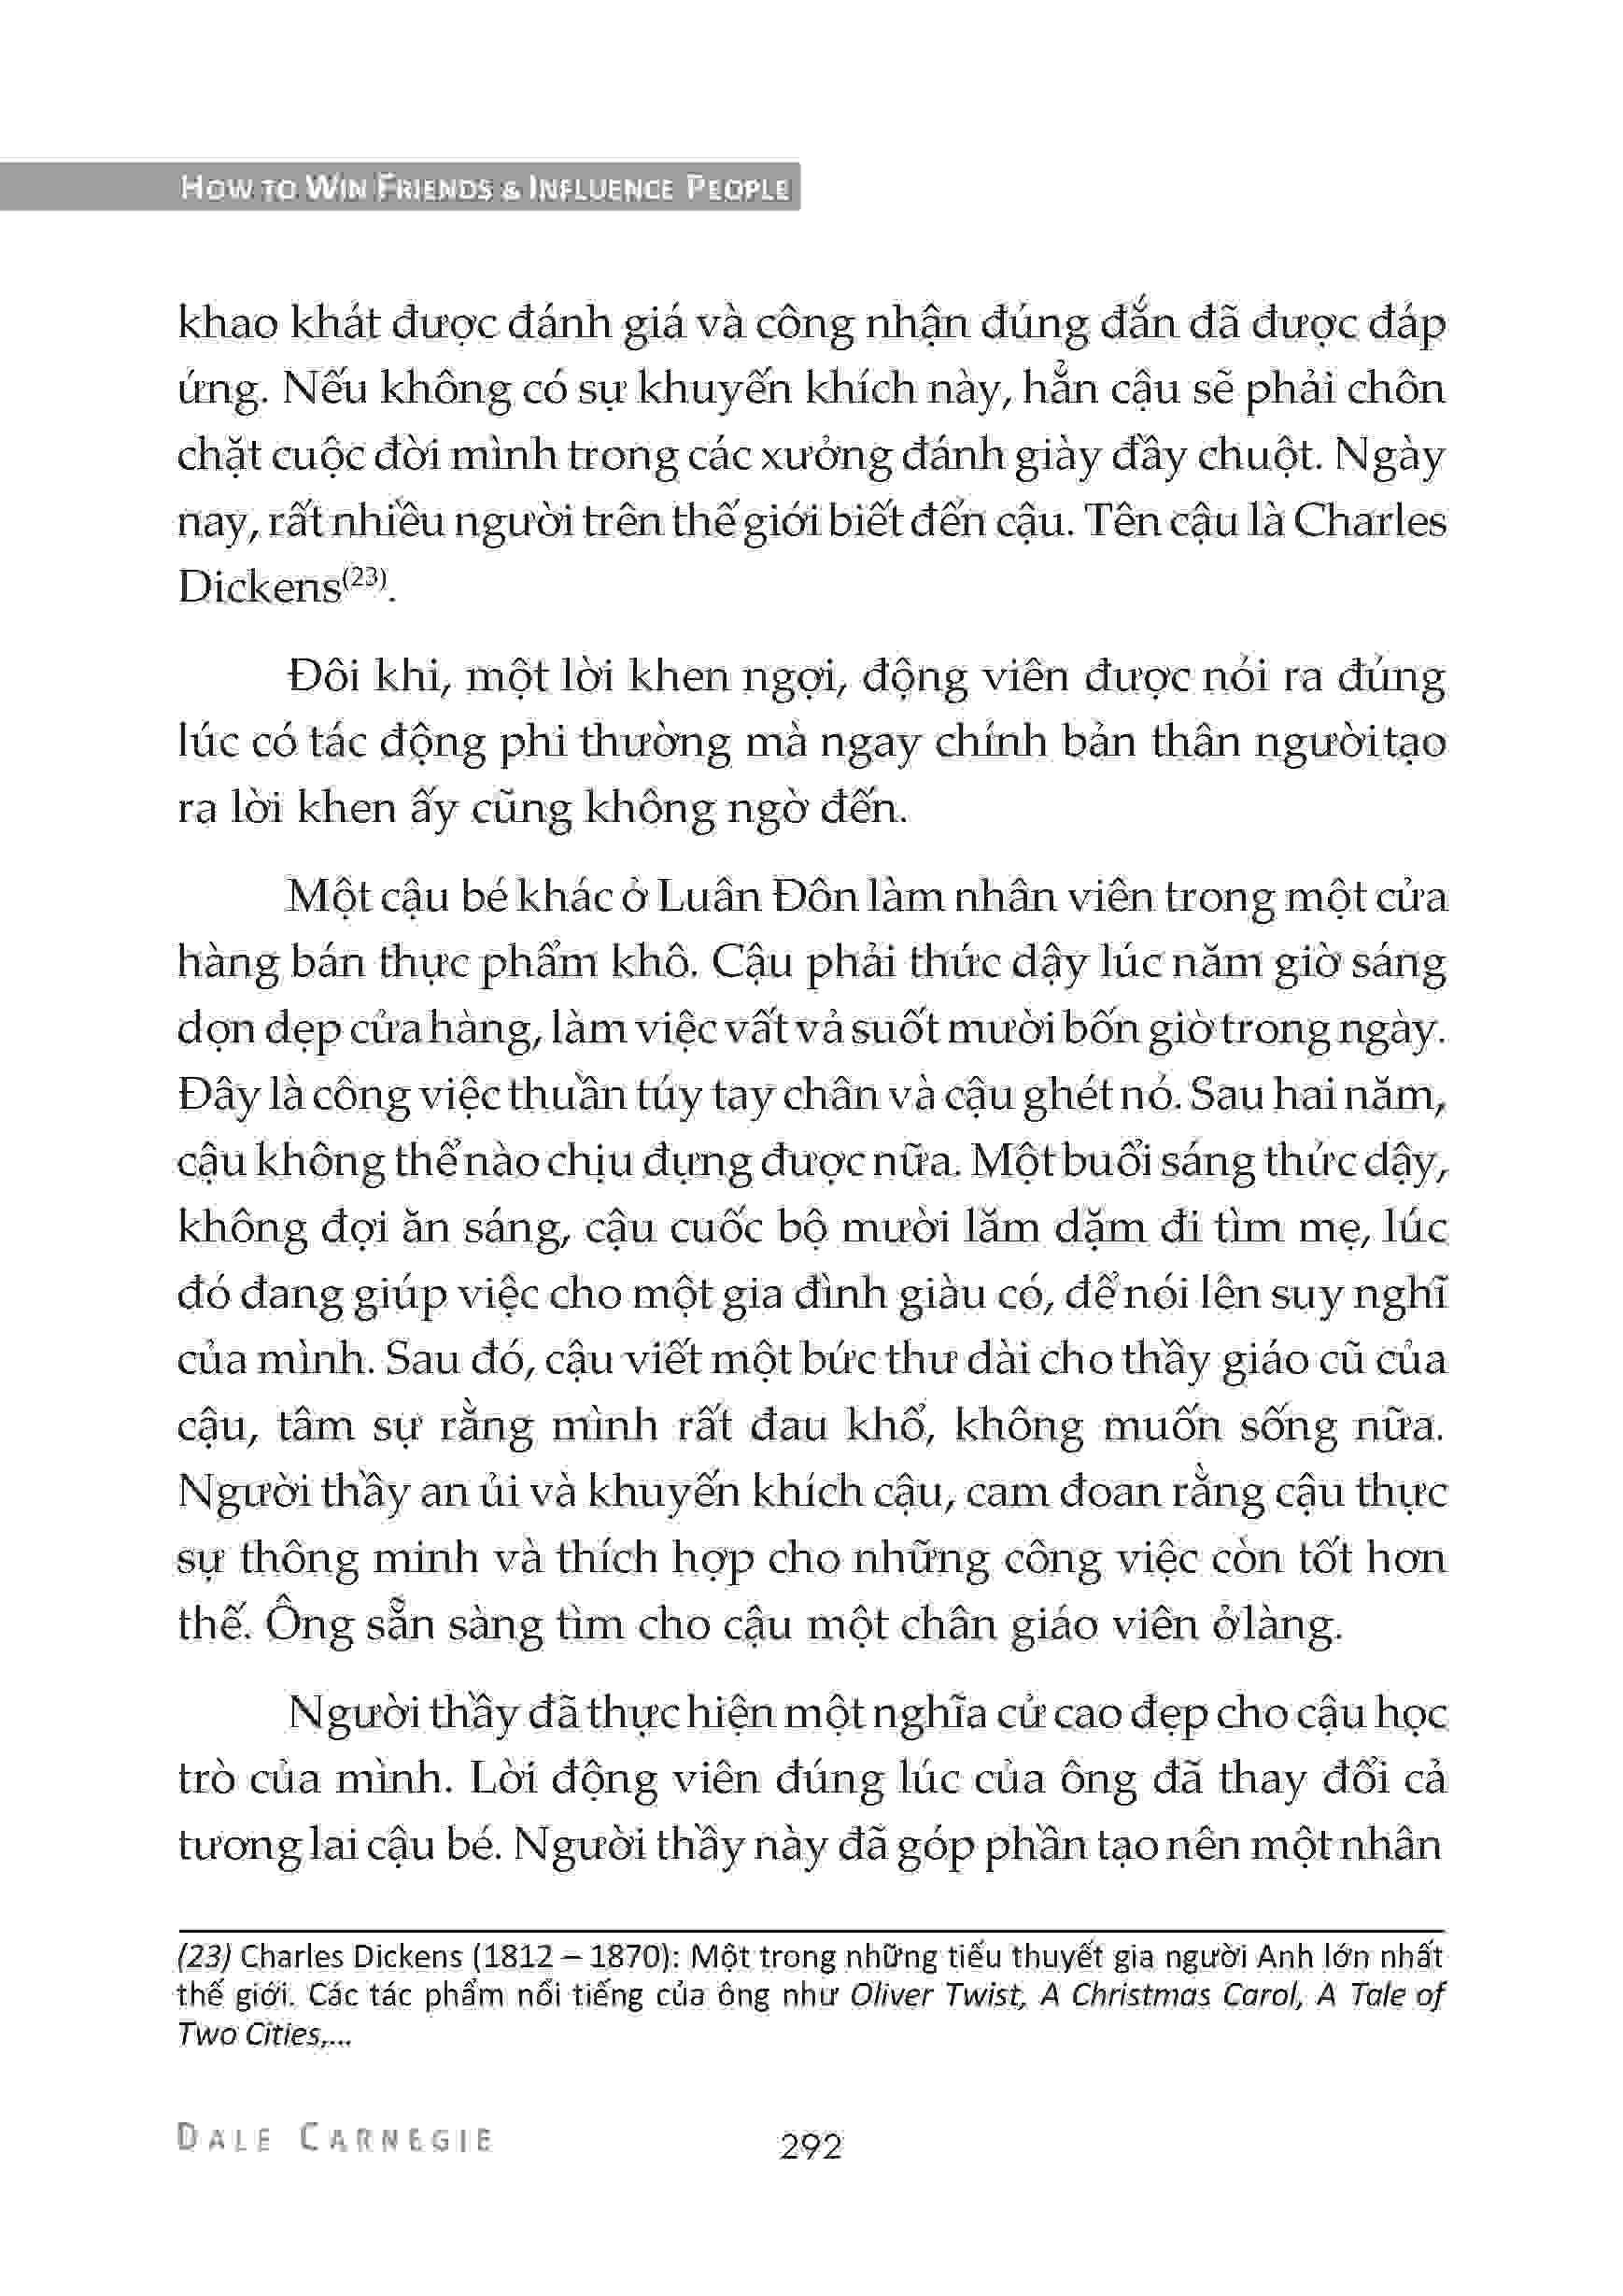 HOW TO WIN FRIENDS & INFLUENCE PEOPLE
khao khát được đánh giá và công nhận đúng đắn đã được đáp
ứng. Nếu không có sự khuyến khích này, hẳn cậu sẽ phải chôn
chặt cuộc đời mình trong các xưởng đánh giày đầy chuột. Ngày
nay, rất nhiều người trên thế giới biết đến cậu. Tên cậu là Charles
Dickens(23).
Đôi khi, một lời khen ngợi, động viên được nói ra đúng
lúc có tác động phi thường mà ngay chính bản thân người tạo
ra lời khen ấy cũng không ngờ đến.
Một cậu bé khác ở Luân Đôn làm nhân viên trong một cửa
hàng bán thực phẩm khô. Cậu phải thức dậy lúc năm giờ sáng
dọn dẹp cửa hàng, làm việc vất vả suốt mười bốn giờ trong ngày.
Đây là công việc thuần túy tay chân và cậu ghét nó. Sau hai năm,
cậu không thể nào chịu đựng được nữa. Một buổi sáng thức dậy,
không đợi ăn sáng, cậu cuốc bộ mười lăm dặm đi tìm mẹ, lúc
đó đang giúp việc cho một gia đình giàu có, để nói lên suy nghĩ
của mình. Sau đó, cậu viết một bức thư dài cho thầy giáo cũ của
cậu, tâm sự rằng mình rất đau khổ, không muốn sống nữa.
Người thầy an ủi và khuyến khích cậu, cam đoan rằng cậu thực
sự thông minh và thích hợp cho những công việc còn tốt hơn
thế. Ông sẵn sàng tìm cho cậu một chân giáo viên ở làng.
Người thầy đã thực hiện một nghĩa cử cao đẹp cho cậu học
trò của mình. Lời động viên đúng lúc của ông đã thay đổi cả
tương lai cậu bé. Người thầy này đã góp phần tạo nên một nhân
(23) Charles Dickens (1812 – 1870): Một trong những tiểu thuyết gia người Anh lớn nhất
thế giới. Các tác phẩm nổi tiếng của ông như Oliver Twist, A Christmas Carol, A Tale of
Two Cities,...
DALE CARNEGIE
292